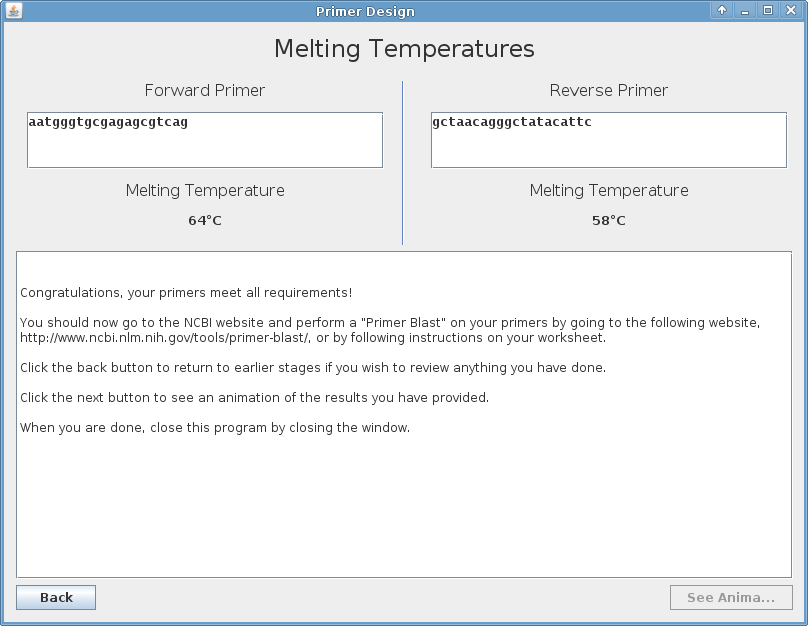 Primer Design
Melting Temperatures
Forward Primer
Reverse Primer
aatgggtgcgagagcgtcag
gctaacagggctatacattc
Melting Temperature
Melting Temperature
64°C
58°C
Congratulations, your primers meet all requirements!
You should now go to the NCBI website and perform a "Primer Blast" on your primers by going to the following website,
http://www.ncbi.nlm.nih.gov/tools/primer-blast/, or by following instructions on your worksheet.
Click the back button to return to earlier stages if you wish to review anything you have done.
Click the next button to see an animation of the results you have provided.
When you are done, close this program by closing the window.
Back
See Anima...